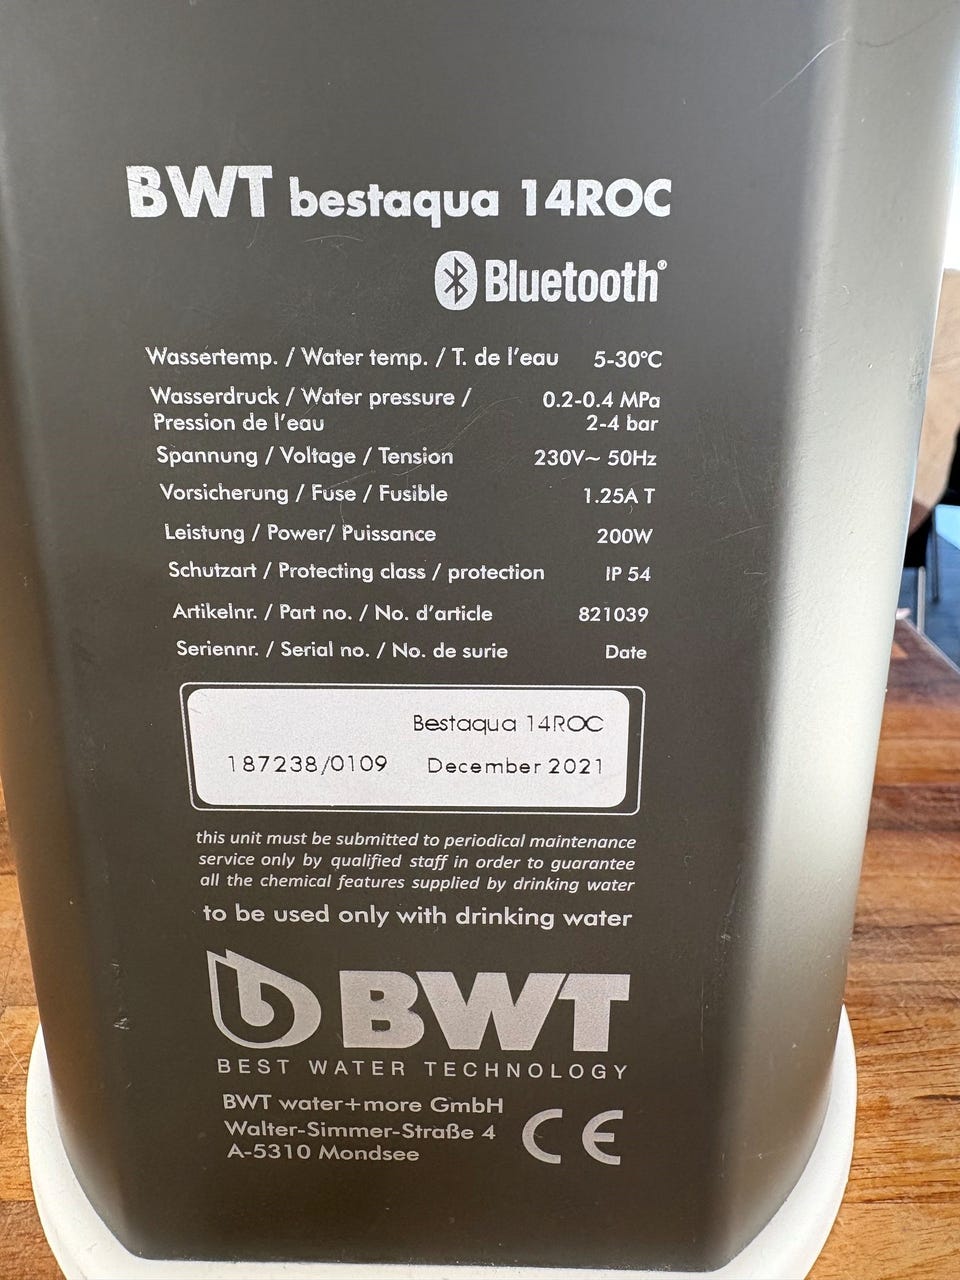 BWT bestaqua 14ROC
Bluetooth®
Wassertemp. / Water temp. / T. de l'eau 5-30°C
Wasserdruck / Water pressure / 0.2-0.4 MPa
Pression de l'eau 2-4 bar
Spannung / Voltage / Tension 230V~ 50Hz
Vorsicherung / Fuse / Fusible 1.25A T
Leistung / Power/ Puissance 200W
Schutzart / Protecting class / protection IP 54
Artikelnr. / Part no. / No. d'article 821039
Seriennr. / Serial no. / No. de surie Date
Bestaqua 14ROC
187238/0109 December 2021
this unit must be submitted to periodical maintenance
service only by qualified staff in order to guarantee
all the chemical features supplied by drinking water
to be used only with drinking water
BWT
BEST WATER TECHNOLOGY
BWT water+more GmbH
Walter-Simmer-Straße 4
A-5310 Mondsee
CE